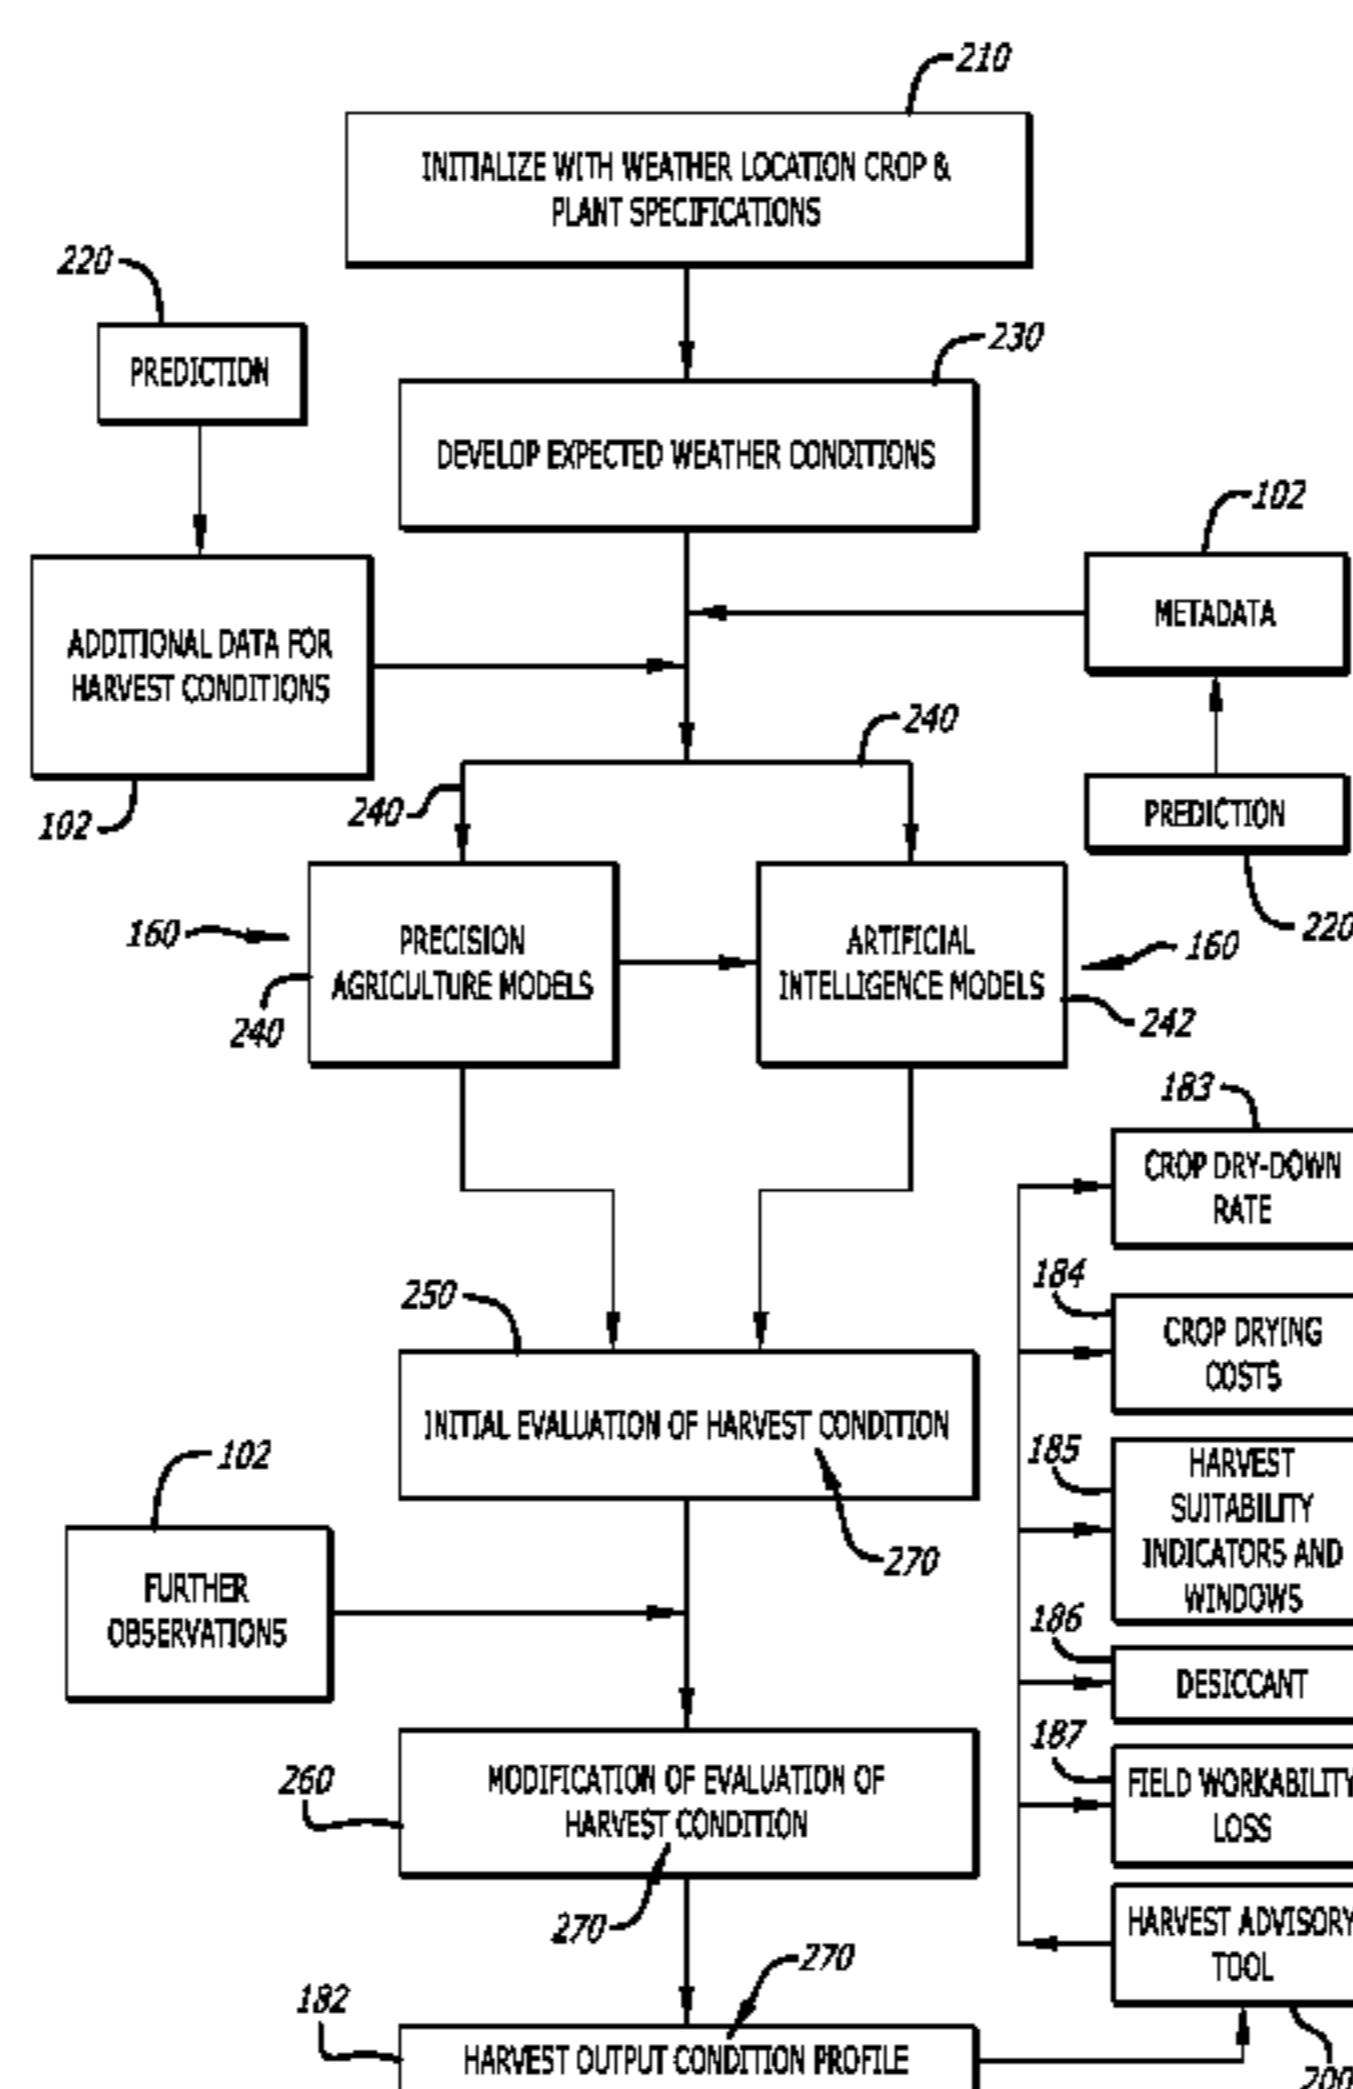 210
INITIALIZE WITH WEATHER LOCATION CROP &
PLANT SPECIFICATIONS
220
PREDICTION
230
DEVELOP EXPECTED WEATHER CONDITIONS
102
METADATA
ADDITIONAL DATA FOR
HARVEST CONDITIONS
102
240
240
PREDICTION
220
160
PRECISION
AGRICULTURE MODELS
240
ARTIFICIAL
INTELLIGENCE MODELS
160
242
183
CROP DRY-DOWN
RATE
184
CROP DRYING
COSTS
250
INITIAL EVALUATION OF HARVEST CONDITION
270
185
HARVEST
SUITABILITY
INDICATORS AND
WINDOWS
102
FURTHER
OBSERVATIONS
186
DESICCANT
187
FIELD WORKABILITY
LOSS
260
MODIFICATION OF EVALUATION OF
HARVEST CONDITION
270
HARVEST ADVISORY
TOOL
200
182
270
HARVEST OUTPUT CONDITION PROFILE